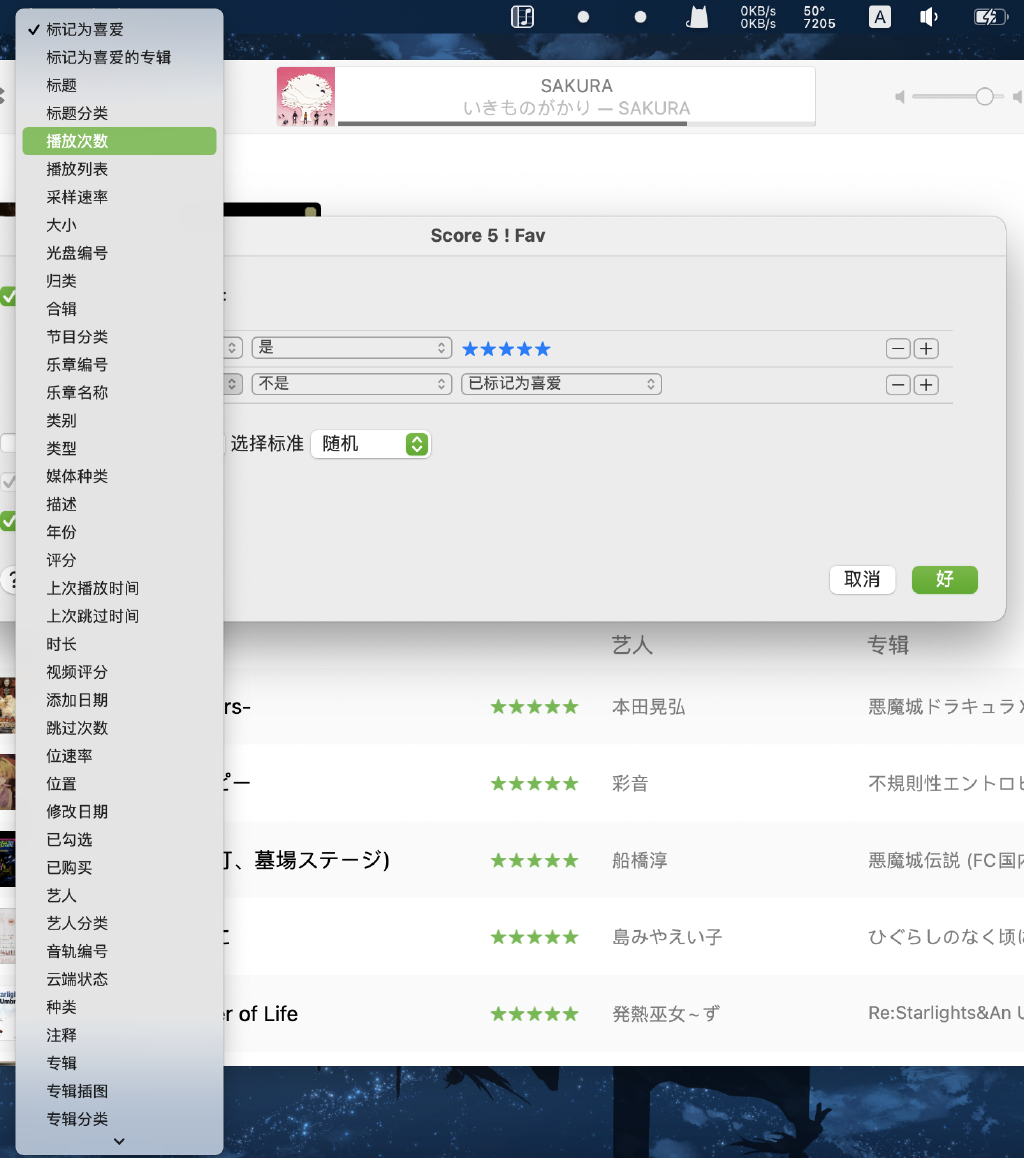 0KB/s
0KB/s
50°
7205
A
SAKURA
いきものがかり — SAKURA
✓ 标记为喜爱
标记为喜爱的专辑
标题
标题分类
播放次数
播放列表
采样速率
大小
光盘编号
归类
合辑
节目分类
乐章编号
乐章名称
类别
类型
媒体种类
描述
年份
评分
上次播放时间
上次跳过时间
时长
视频评分
添加日期
跳过次数
位速率
位置
修改日期
已勾选
已购买
艺人
艺人分类
音轨编号
云端状态
种类
注释
专辑
专辑插图
专辑分类
Score 5 ! Fav
:
是 ★★★★★
不是 已标记为喜爱
选择标准 随机
?
取消 好
艺人 专辑
rs- ★★★★★ 本田晃弘 悪魔城ドラキュラX
ピー ★★★★★ 彩音 不規則性エントロピ
丁、墓場ステージ) ★★★★★ 船橋淳 悪魔城伝説 (FC国内
に ★★★★★ 島みやえい子 ひぐらしのなく頃に
r of Life ★★★★★ 発熱巫女~ず Re:Starlights&An U